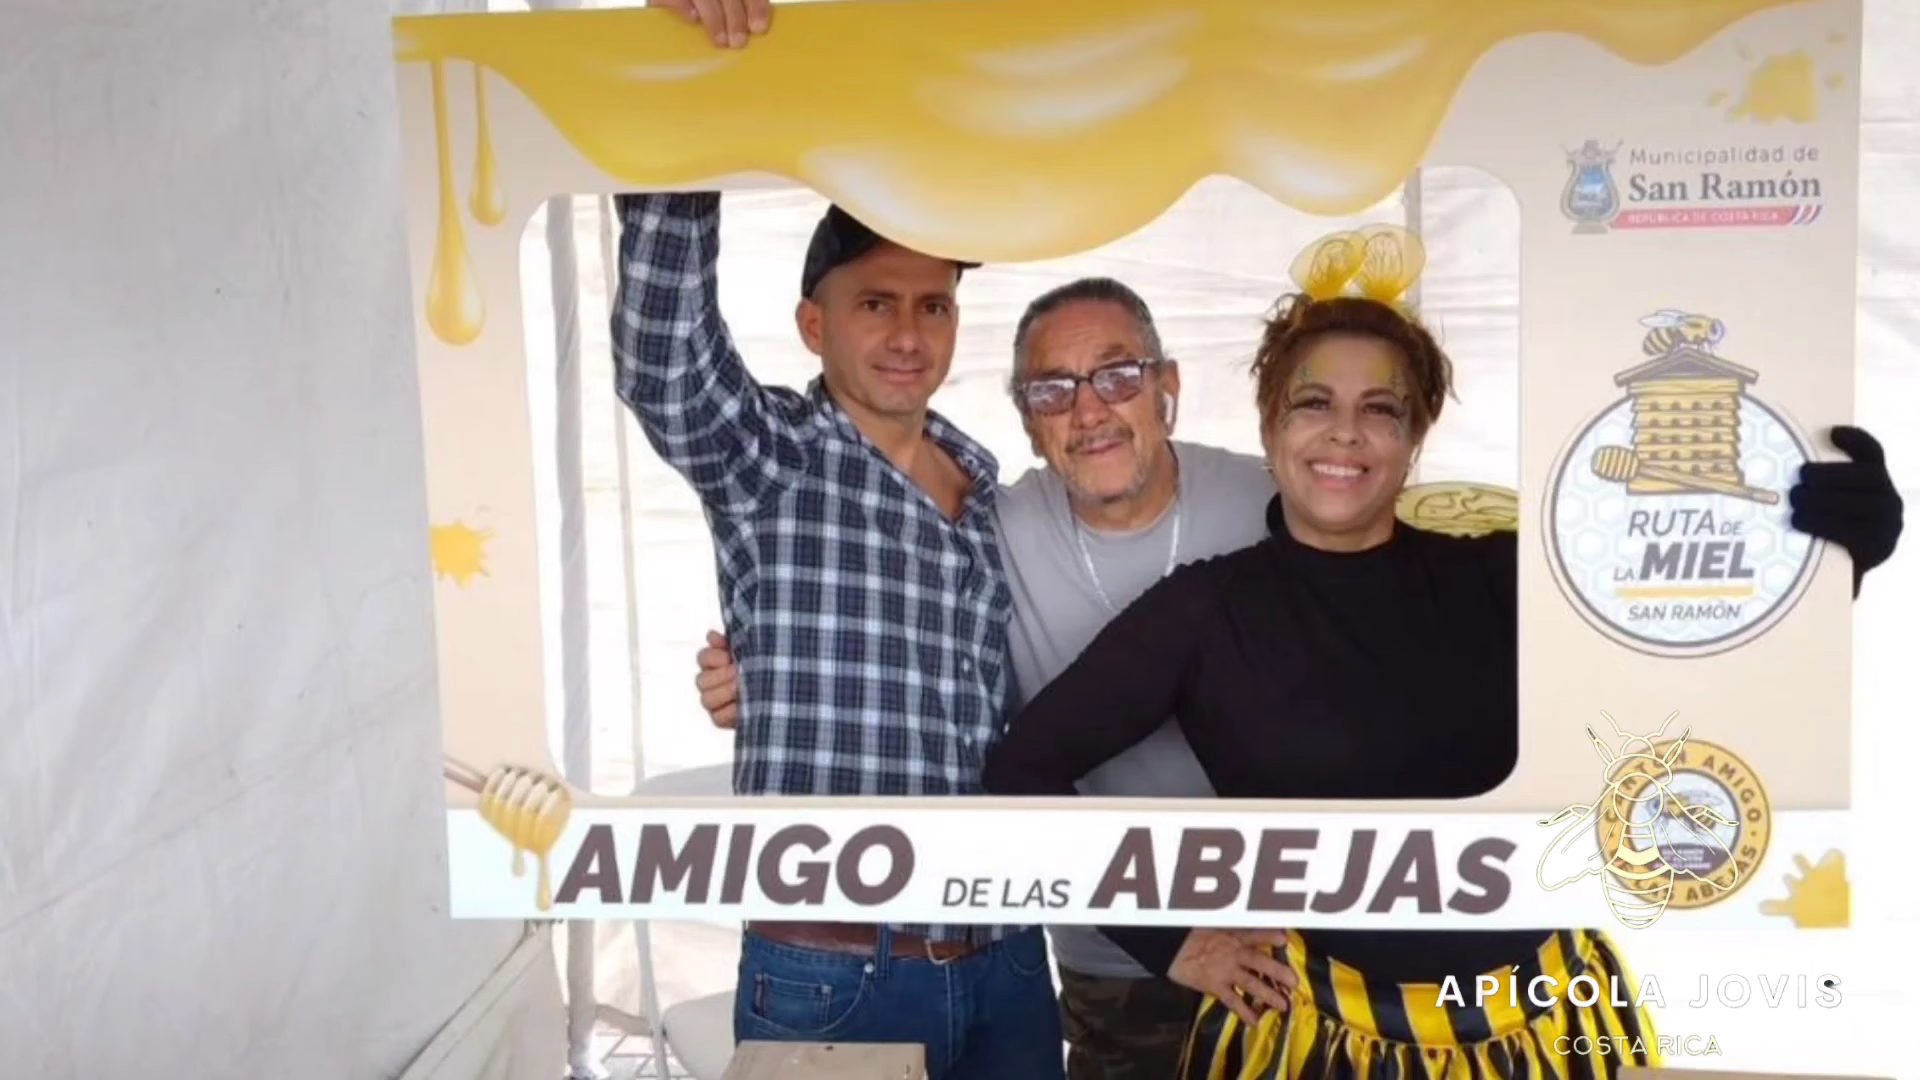 Municipalidad de
San Ramón
REPÚBLICA DE COSTA RICA
RUTA DE
LA MIEL
SAN RAMÓN
CANTÓN AMIGO
ABEJAS
AMIGO DE LAS ABEJAS
APÍCOLA JOVIS
COSTA RICA